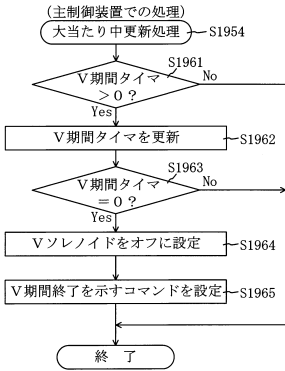 (主制御装置での処理)
大当たり中更新処理
S1954
V期間タイマ
>0?
S1961
No
Yes
V期間タイマを更新
S1962
V期間タイマ
=0?
S1963
No
Yes
Vソレノイドをオフに設定
S1964
V期間終了を示すコマンドを設定
S1965
終 了